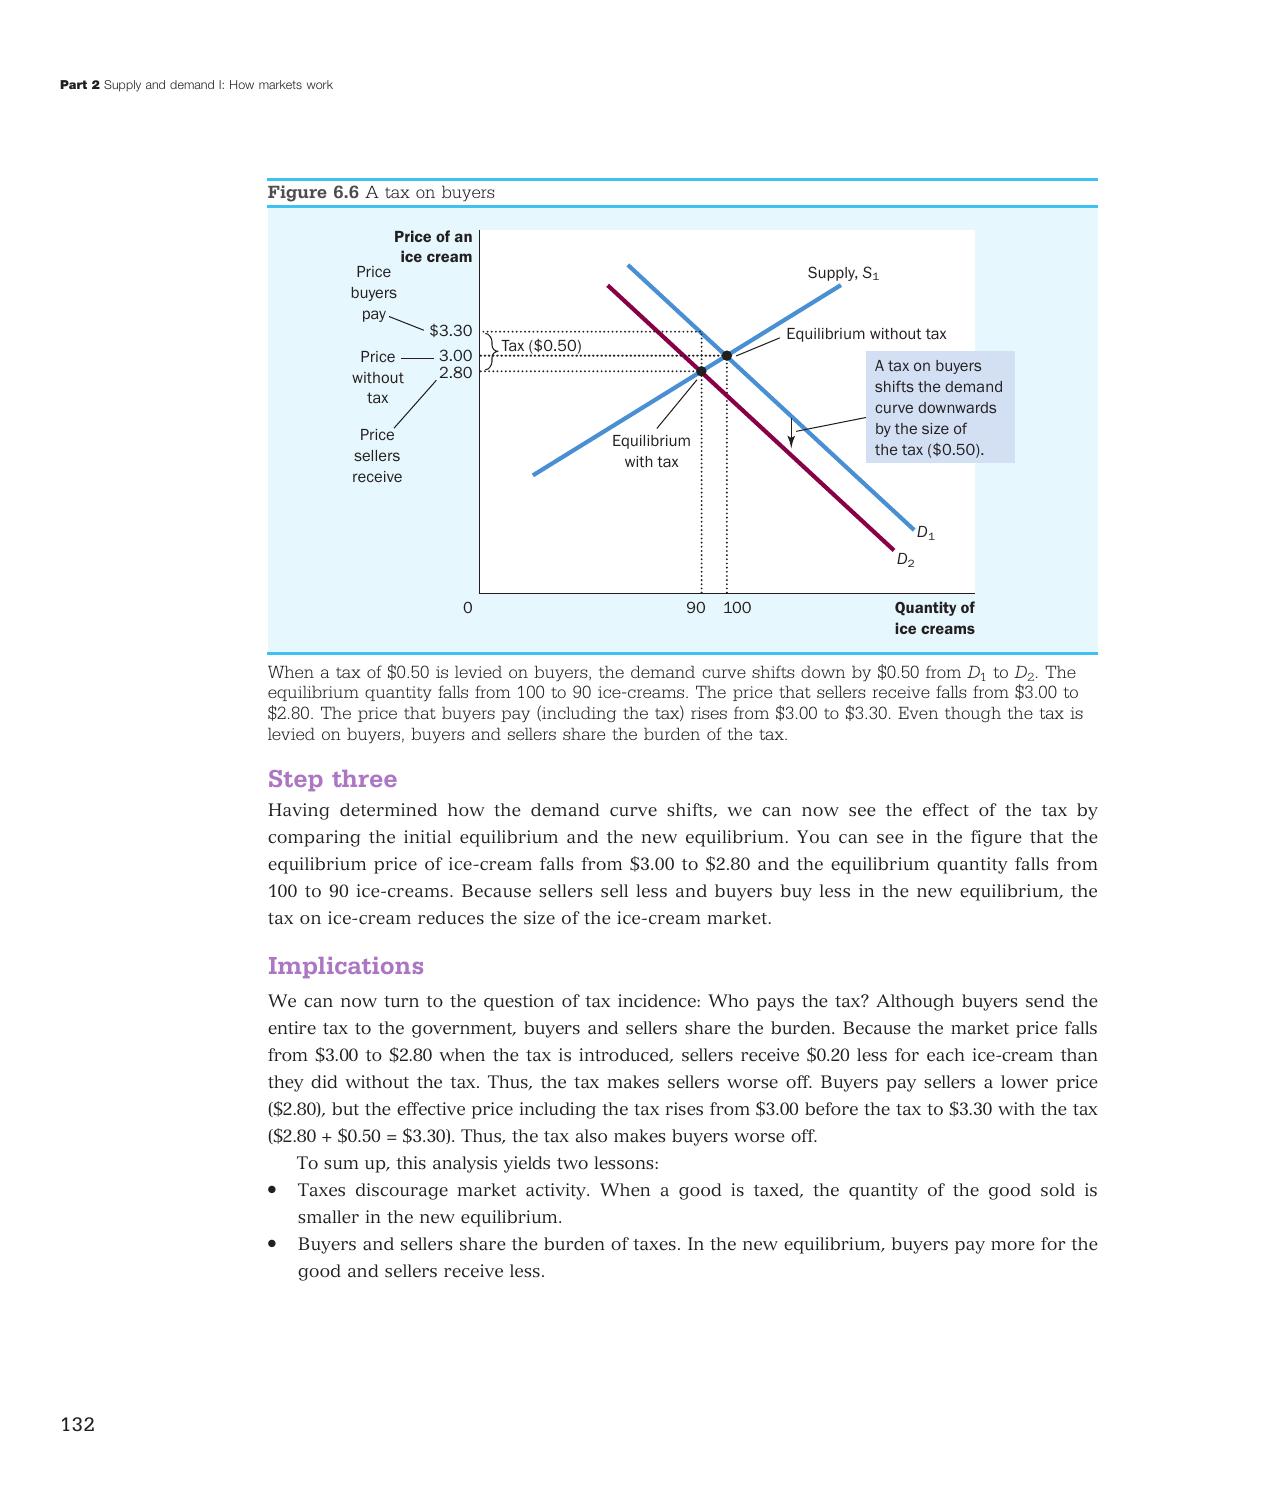 Part 2 Supply and demand I: How markets work
Figure 6.6 A tax on buyers
Price of an
ice cream
Price
buyers
pay
$3.30
Tax ($0.50)
Price
without
tax
3.00
2.80
Price
sellers
receive
Supply, S1
Equilibrium without tax
A tax on buyers
shifts the demand
curve downwards
by the size of
the tax ($0.50).
Equilibrium
with tax
D1
D2
0
90
100
Quantity of
ice creams
When a tax of $0.50 is levied on buyers, the demand curve shifts down by $0.50 from D1 to D2. The
equilibrium quantity falls from 100 to 90 ice-creams. The price that sellers receive falls from $3.00 to
$2.80. The price that buyers pay (including the tax) rises from $3.00 to $3.30. Even though the tax is
levied on buyers, buyers and sellers share the burden of the tax.
Step three
Having determined how the demand curve shifts, we can now see the effect of the tax by
comparing the initial equilibrium and the new equilibrium. You can see in the figure that the
equilibrium price of ice-cream falls from $3.00 to $2.80 and the equilibrium quantity falls from
100 to 90 ice-creams. Because sellers sell less and buyers buy less in the new equilibrium, the
tax on ice-cream reduces the size of the ice-cream market.
Implications
We can now turn to the question of tax incidence: Who pays the tax? Although buyers send the
entire tax to the government, buyers and sellers share the burden. Because the market price falls
from $3.00 to $2.80 when the tax is introduced, sellers receive $0.20 less for each ice-cream than
they did without the tax. Thus, the tax makes sellers worse off. Buyers pay sellers a lower price
($2.80), but the effective price including the tax rises from $3.00 before the tax to $3.30 with the tax
($2.80 + $0.50 = $3.30). Thus, the tax also makes buyers worse off.
To sum up, this analysis yields two lessons:
● Taxes discourage market activity. When a good is taxed, the quantity of the good sold is
smaller in the new equilibrium.
● Buyers and sellers share the burden of taxes. In the new equilibrium, buyers pay more for the
good and sellers receive less.
132